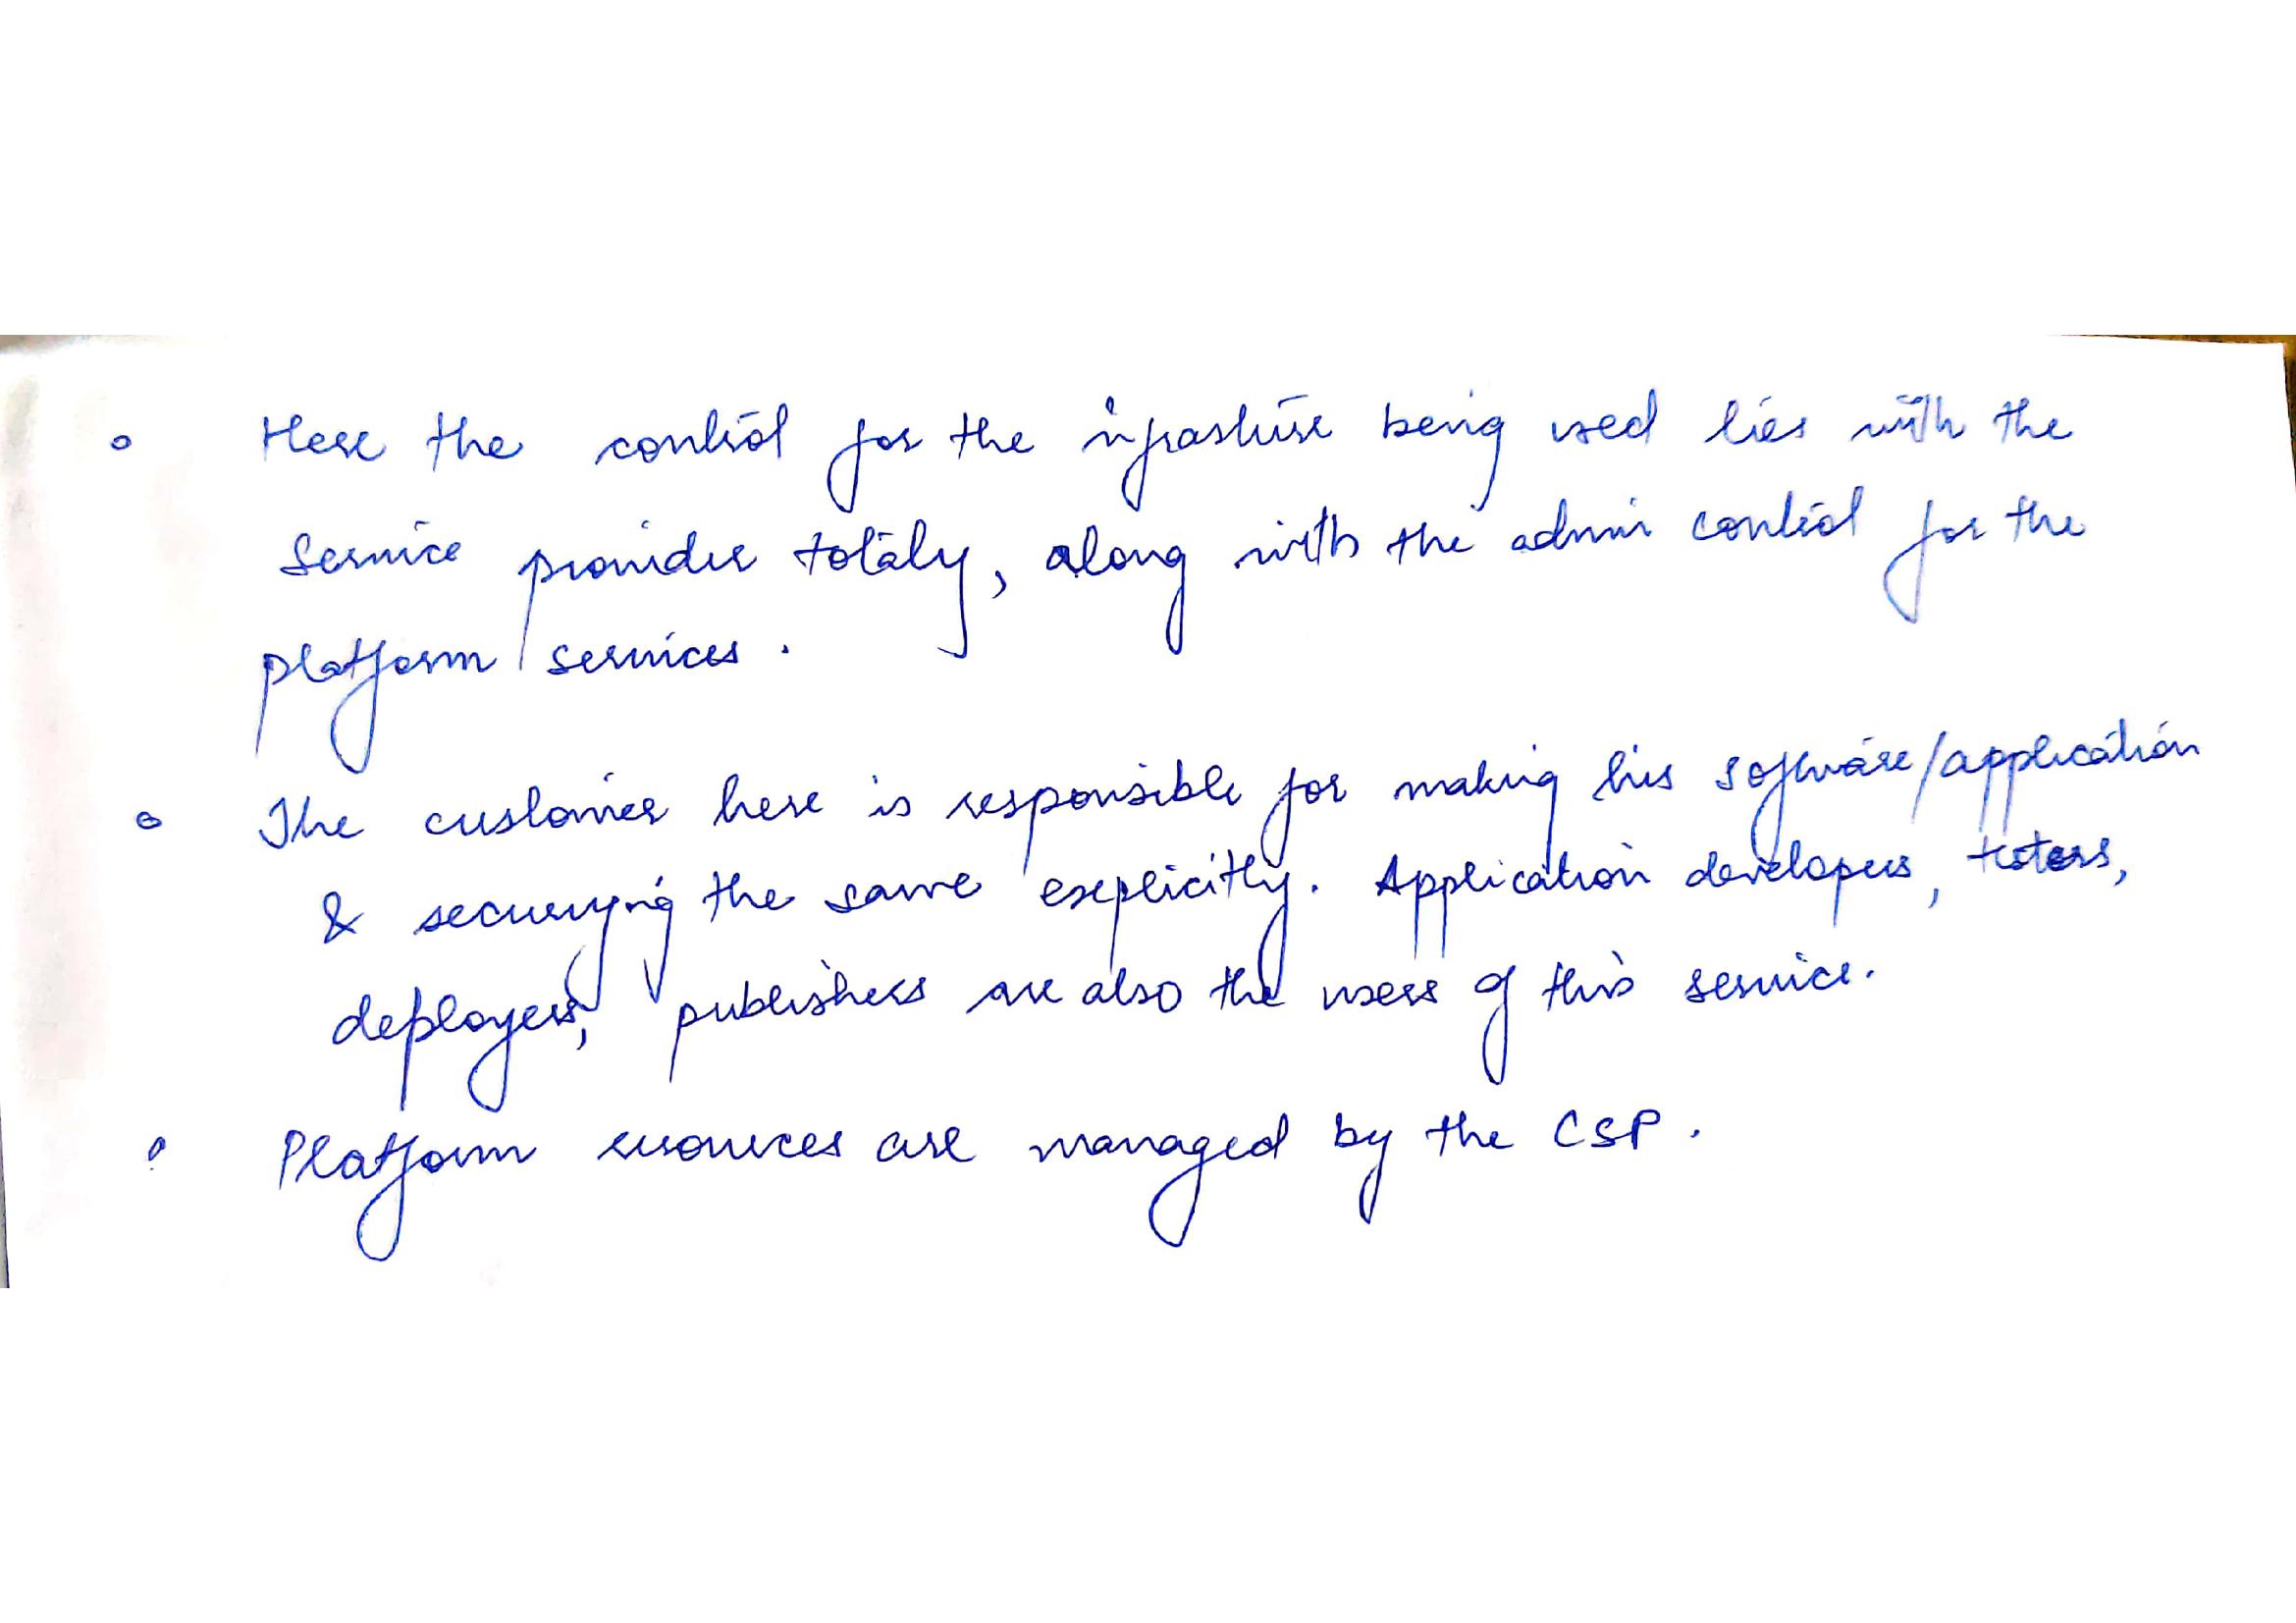 Here the control for the infrasture being used lies with the
service provider totaly, along with the admin control for the
platform services.
The customer here is responsible for making his software/application
& securying the same explicitly. Application developers, testers,
deployers, publishers are also the users of this service.
Platform resources are managed by the CSP.